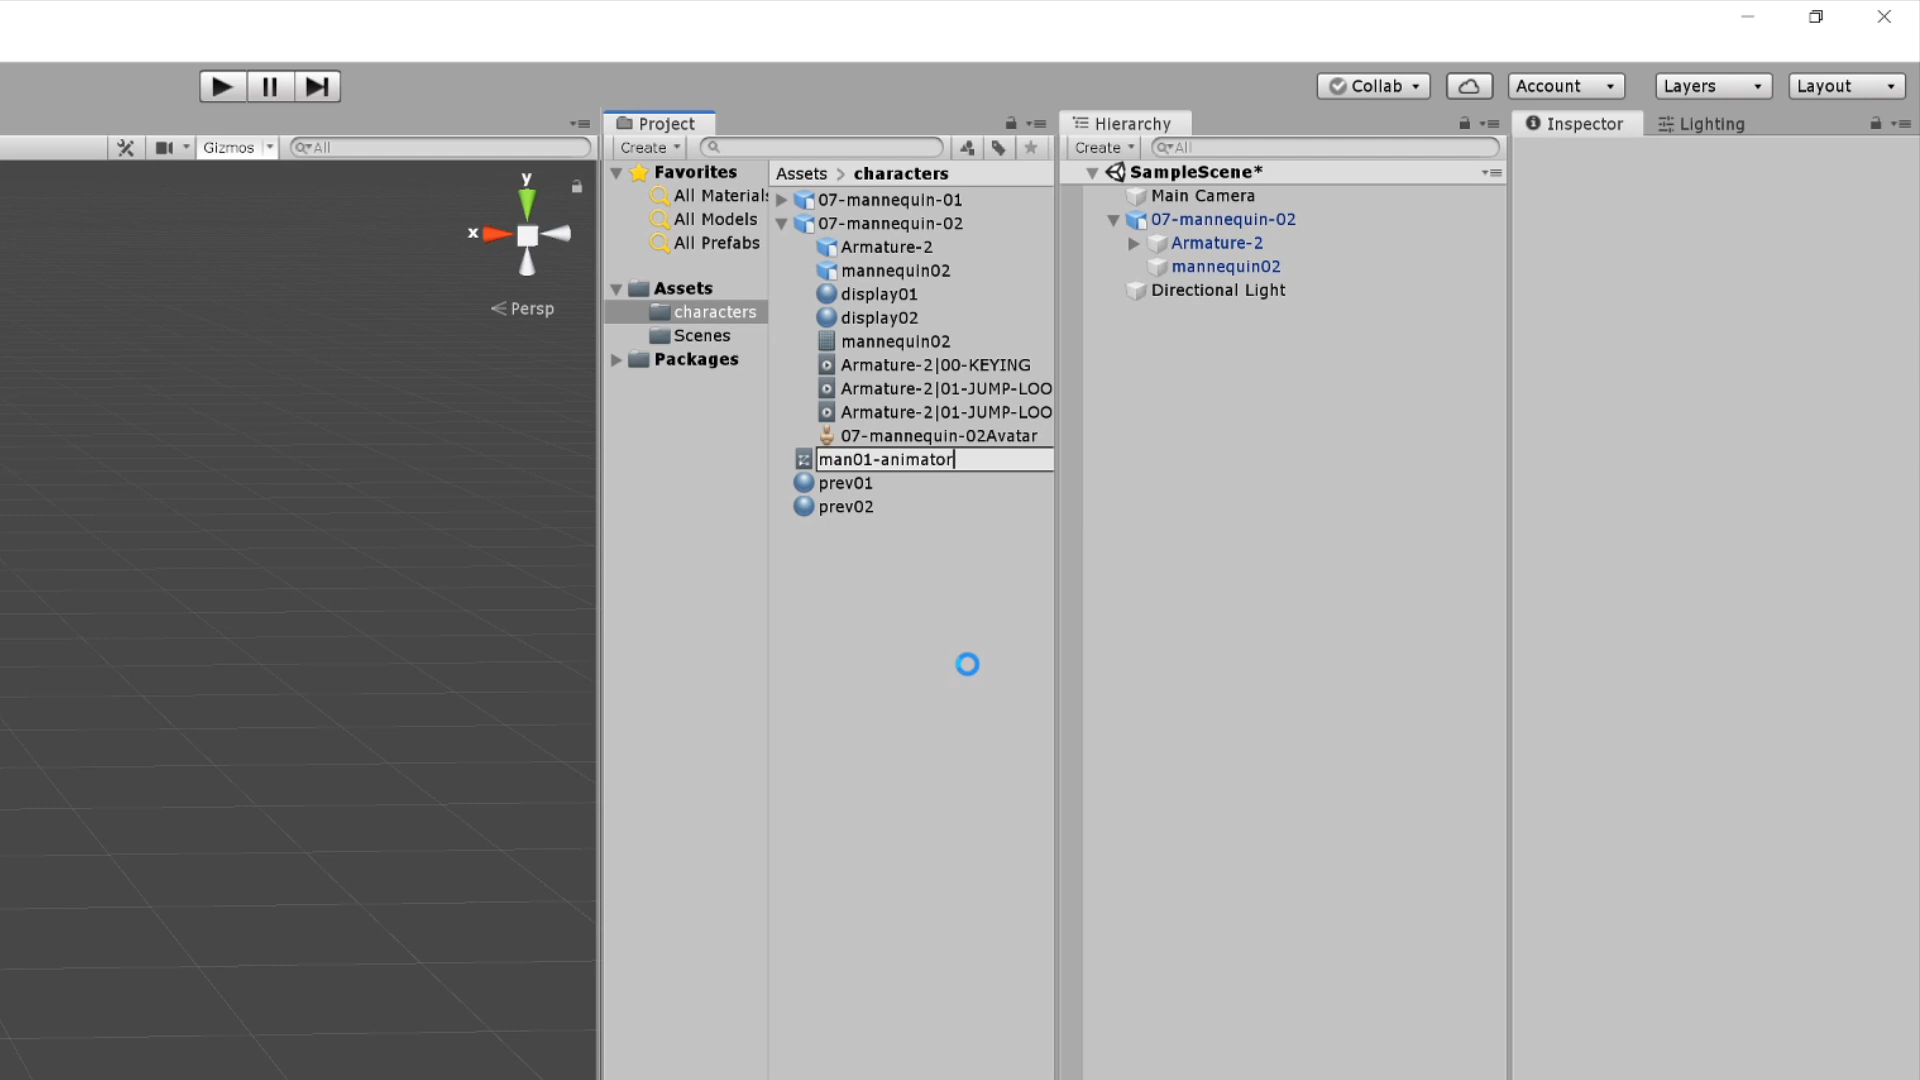 Collab
Account
Layers
Layout
Project
Hierarchy
Inspector
Lighting
Gizmos
All
Create
Create
All
Favorites
All Materials
All Models
All Prefabs
Assets
characters
Scenes
Packages
Assets > characters
07-mannequin-01
07-mannequin-02
Armature-2
mannequin02
display01
display02
mannequin02
Armature-2|00-KEYING
Armature-2|01-JUMP-LOO
Armature-2|01-JUMP-LOO
07-mannequin-02Avatar
man01-animator
prev01
prev02
SampleScene*
Main Camera
07-mannequin-02
Armature-2
mannequin02
Directional Light
y
x
Persp